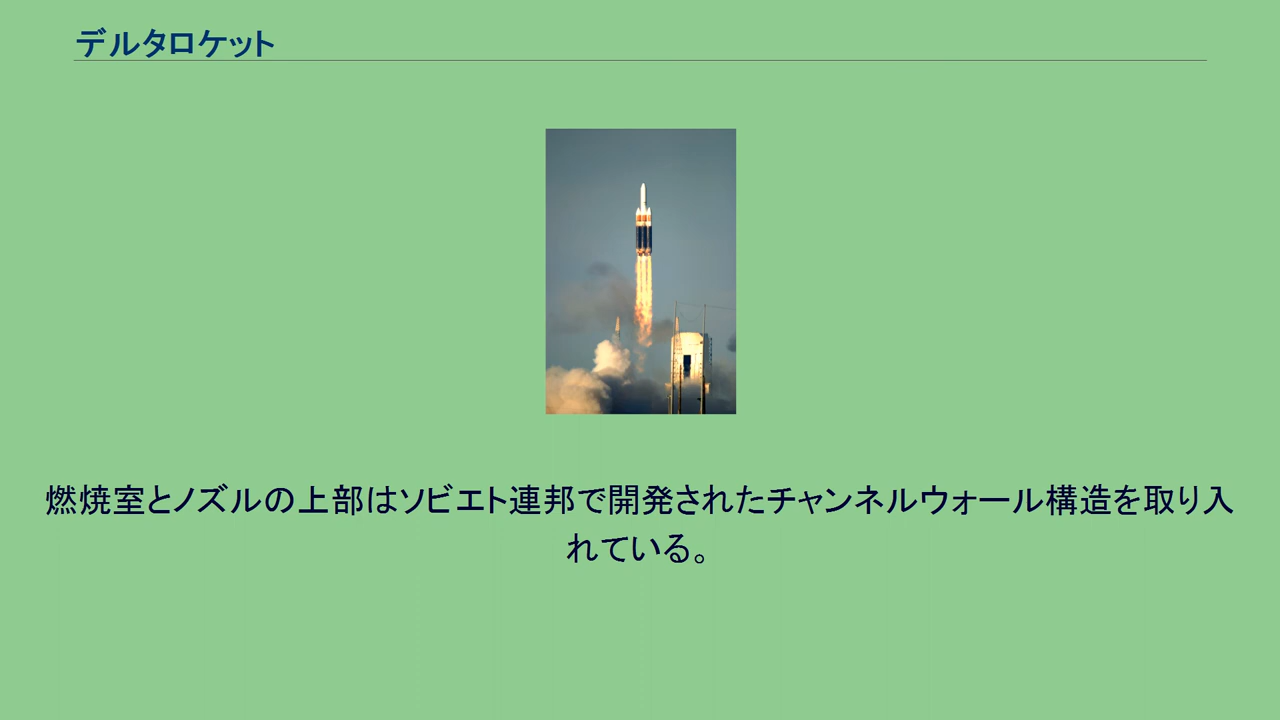 デルタロケット
燃焼室とノズルの上部はソビエト連邦で開発されたチャンネルウォール構造を取り入
れている。